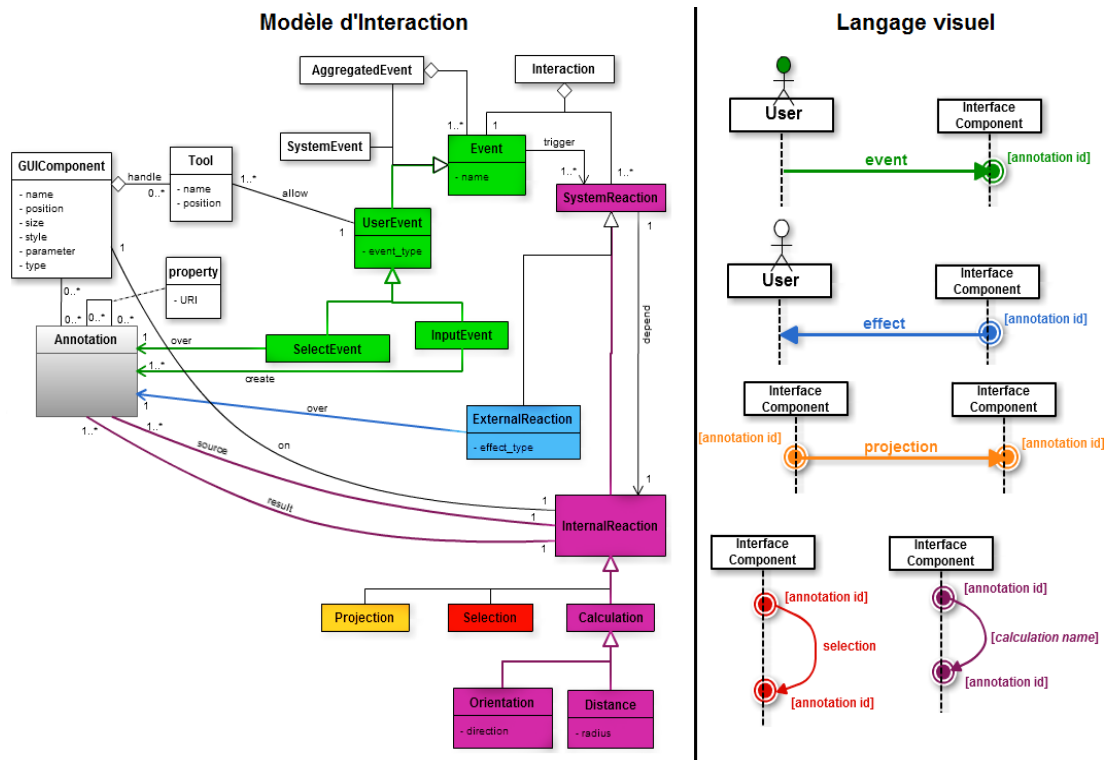 Modèle d'Interaction
AggregatedEvent
Interaction
1..*
1
1..*
SystemEvent
Event
- name
trigger
1..*
1..*
SystemReaction
GUIComponent
- name
- position
- size
- style
- parameter
- type
handle
0..*
Tool
- name
- position
1..*
allow
1
UserEvent
- event_type
1
1
property
- URI
0..*
0..*
0..*
0..*
Annotation
1
over
SelectEvent
InputEvent
1..*
create
depend
1
over
ExternalReaction
- effect_type
1..*
1..*
source
on
result
1
1
1
1
InternalReaction
Projection
Selection
Calculation
Orientation
- direction
Distance
- radius
Langage visuel
User
Interface
Component
event
[annotation id]
User
Interface
Component
effect
[annotation id]
Interface
Component
Interface
Component
[annotation id]
projection
[annotation id]
Interface
Component
[annotation id]
selection
[annotation id]
Interface
Component
[annotation id]
[calculation name]
[annotation id]